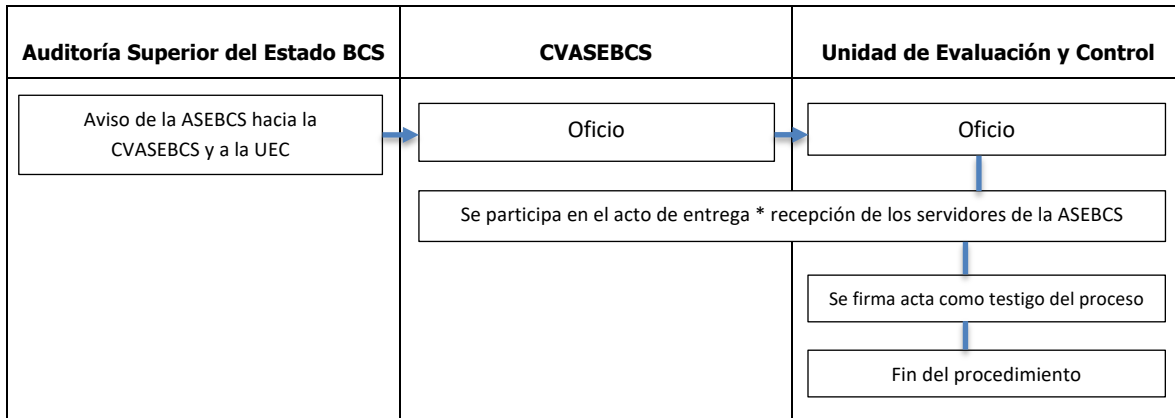 Auditoría Superior del Estado BCS
CVASEBCS
Unidad de Evaluación y Control
Aviso de la ASEBCS hacia la
CVASEBCS y a la UEC
Oficio
Oficio
Se participa en el acto de entrega * recepción de los servidores de la ASEBCS
Se firma acta como testigo del proceso
Fin del procedimiento